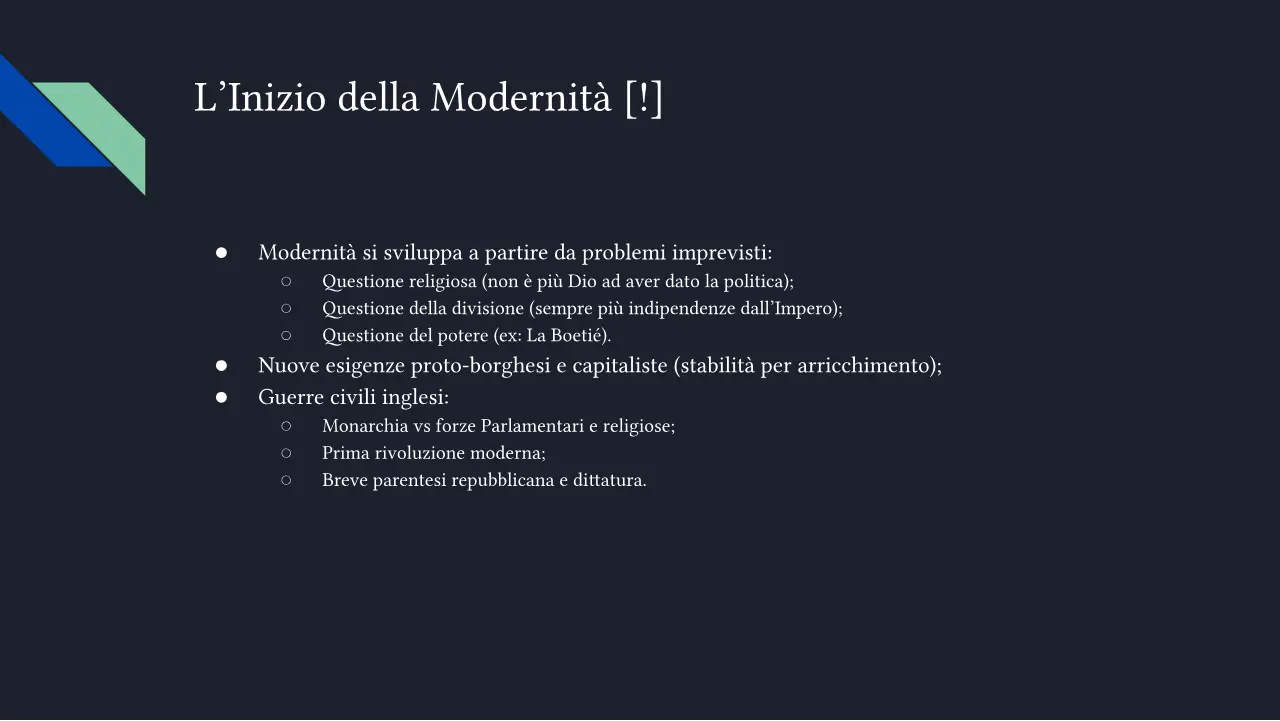 L’Inizio della Modernità [!]
● Modernità si sviluppa a partire da problemi imprevisti:
○ Questione religiosa (non è più Dio ad aver dato la politica);
○ Questione della divisione (sempre più indipendenze dall’Impero);
○ Questione del potere (ex: La Boetié).
● Nuove esigenze proto-borghesi e capitaliste (stabilità per arricchimento);
● Guerre civili inglesi:
○ Monarchia vs forze Parlamentari e religiose;
○ Prima rivoluzione moderna;
○ Breve parentesi repubblicana e dittatura.